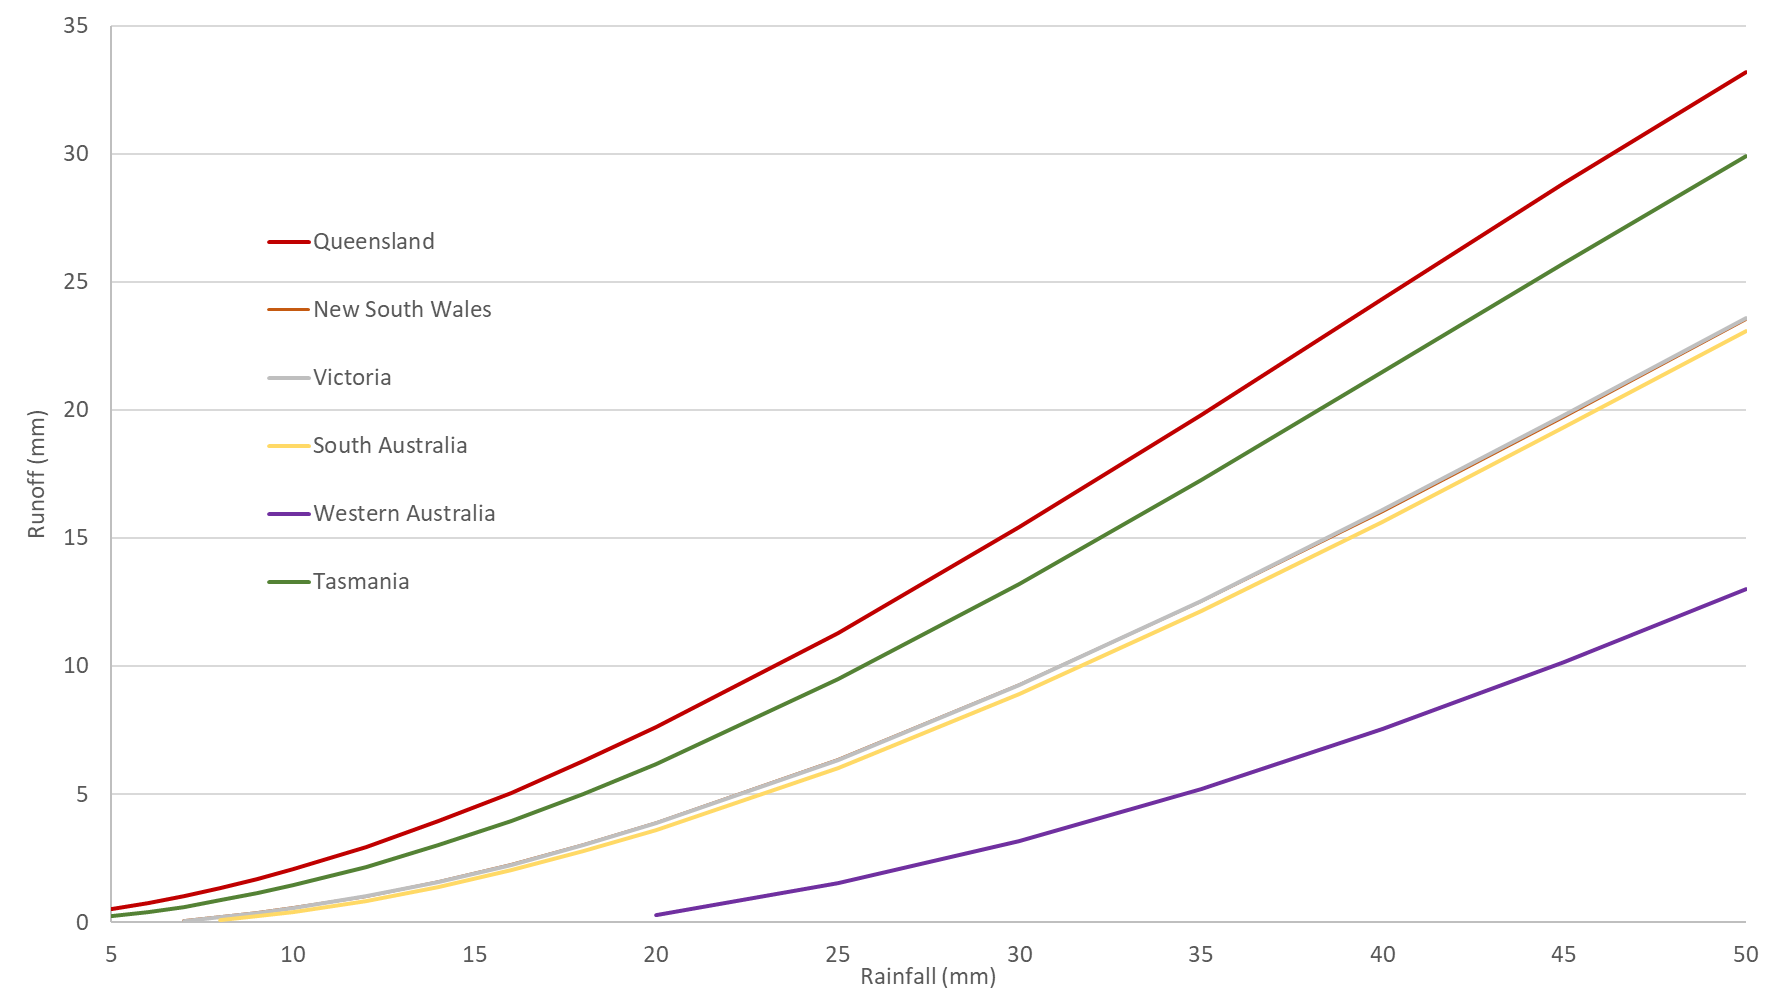 35
30
25
20
15
10
5
0
Runoff (mm)
Queensland
New South Wales
Victoria
South Australia
Western Australia
Tasmania
5 10 15 20 25 30 35 40 45 50
Rainfall (mm)